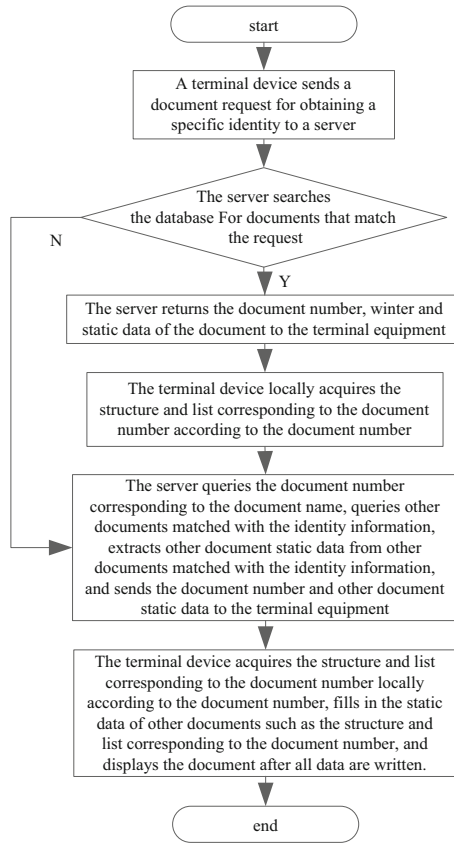 start
A terminal device sends a
document request for obtaining a
specific identity to a server
The server searches
the database For documents that match
the request
N
Y
The server returns the document number, winter and
static data of the document to the terminal equipment
The terminal device locally acquires the
structure and list corresponding to the document
number according to the document number
The server queries the document number
corresponding to the document name, queries other
documents matched with the identity information,
extracts other document static data from other
documents matched with the identity information,
and sends the document number and other document
static data to the terminal equipment
The terminal device acquires the structure and list
corresponding to the document number locally
according to the document number, fills in the static
data of other documents such as the structure and
list corresponding to the document number, and
displays the document after all data are written.
end